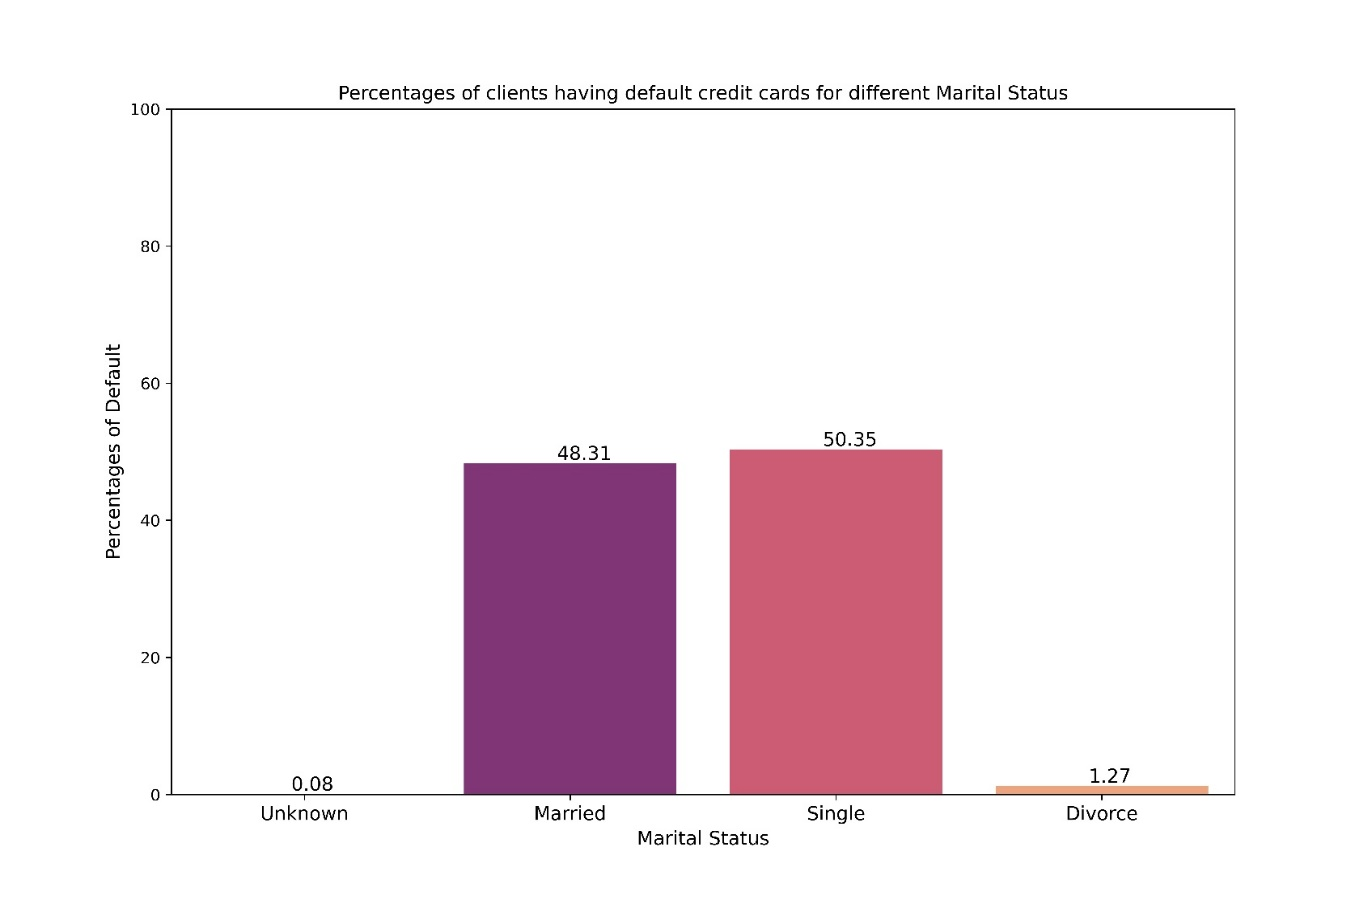 Percentages of clients having default credit cards for different Marital Status
100
80
60
40
20
0
Percentages of Default
0.08
48.31
50.35
1.27
Unknown
Married
Single
Divorce
Marital Status